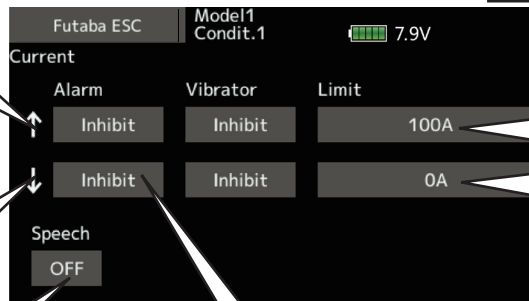 Futaba ESC
Model1
Condit.1
7.9V
Current
Alarm Vibrator Limit
↑ Inhibit Inhibit 100A
↓ Inhibit Inhibit 0A
Speech
OFF